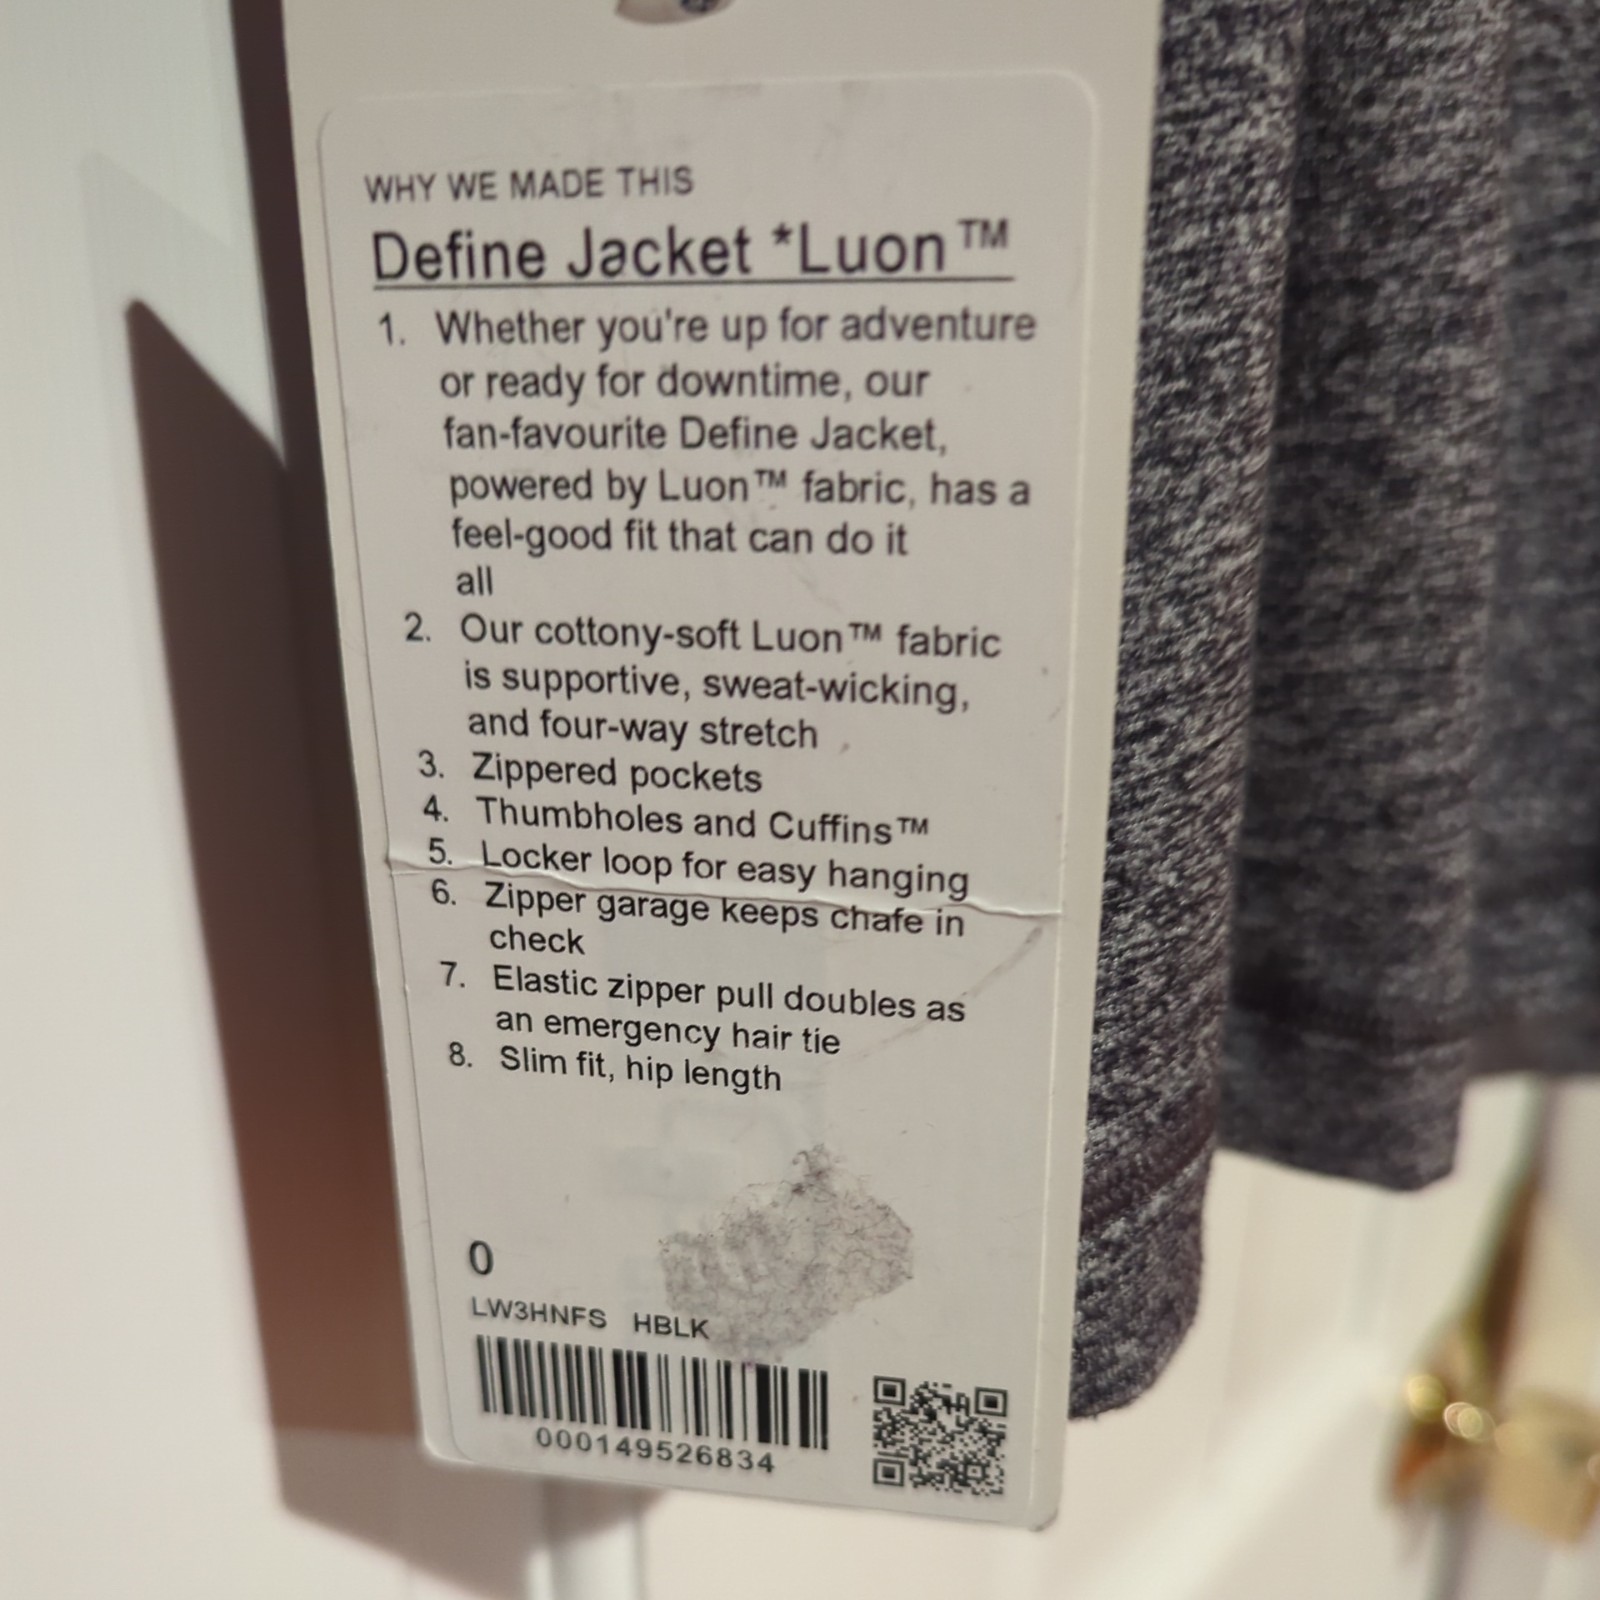 WHY WE MADE THIS
Define Jacket *Luon™
1. Whether you're up for adventure
or ready for downtime, our
fan-favourite Define Jacket,
powered by Luon™ fabric, has a
feel-good fit that can do it
all
2. Our cottony-soft Luon™ fabric
is supportive, sweat-wicking,
and four-way stretch
3. Zippered pockets
4. Thumbholes and Cuffins™
5. Locker loop for easy hanging
6. Zipper garage keeps chafe in
check
7. Elastic zipper pull doubles as
an emergency hair tie
8. Slim fit, hip length
0
LW3HNFS HBLK
000149526834